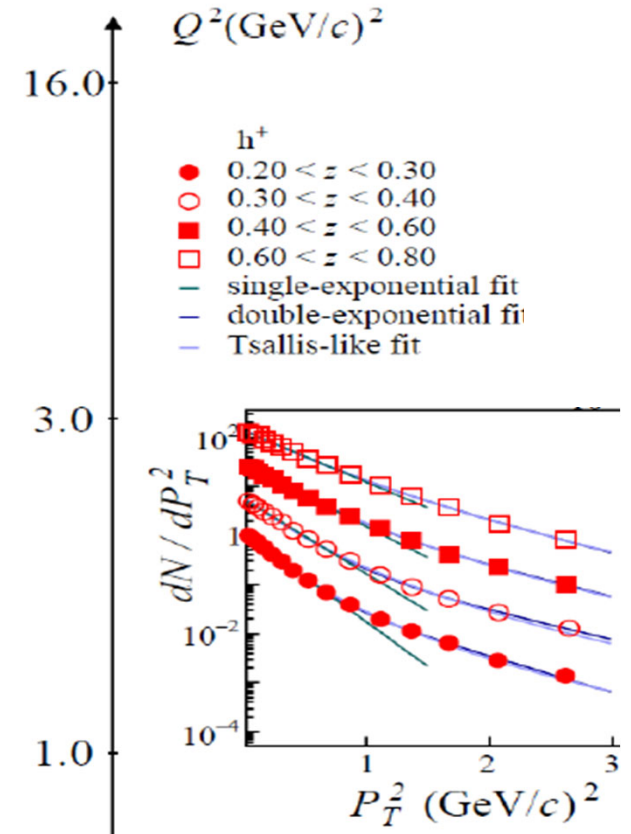 Q²(GeV/c)²
16.0
h⁺
0.20 < z < 0.30
0.30 < z < 0.40
0.40 < z < 0.60
0.60 < z < 0.80
single-exponential fit
double-exponential fit
Tsallis-like fit
3.0
10²
1
10⁻²
10⁻⁴
dN / dP_T²
1.0
1 2 3
P_T² (GeV/c)²